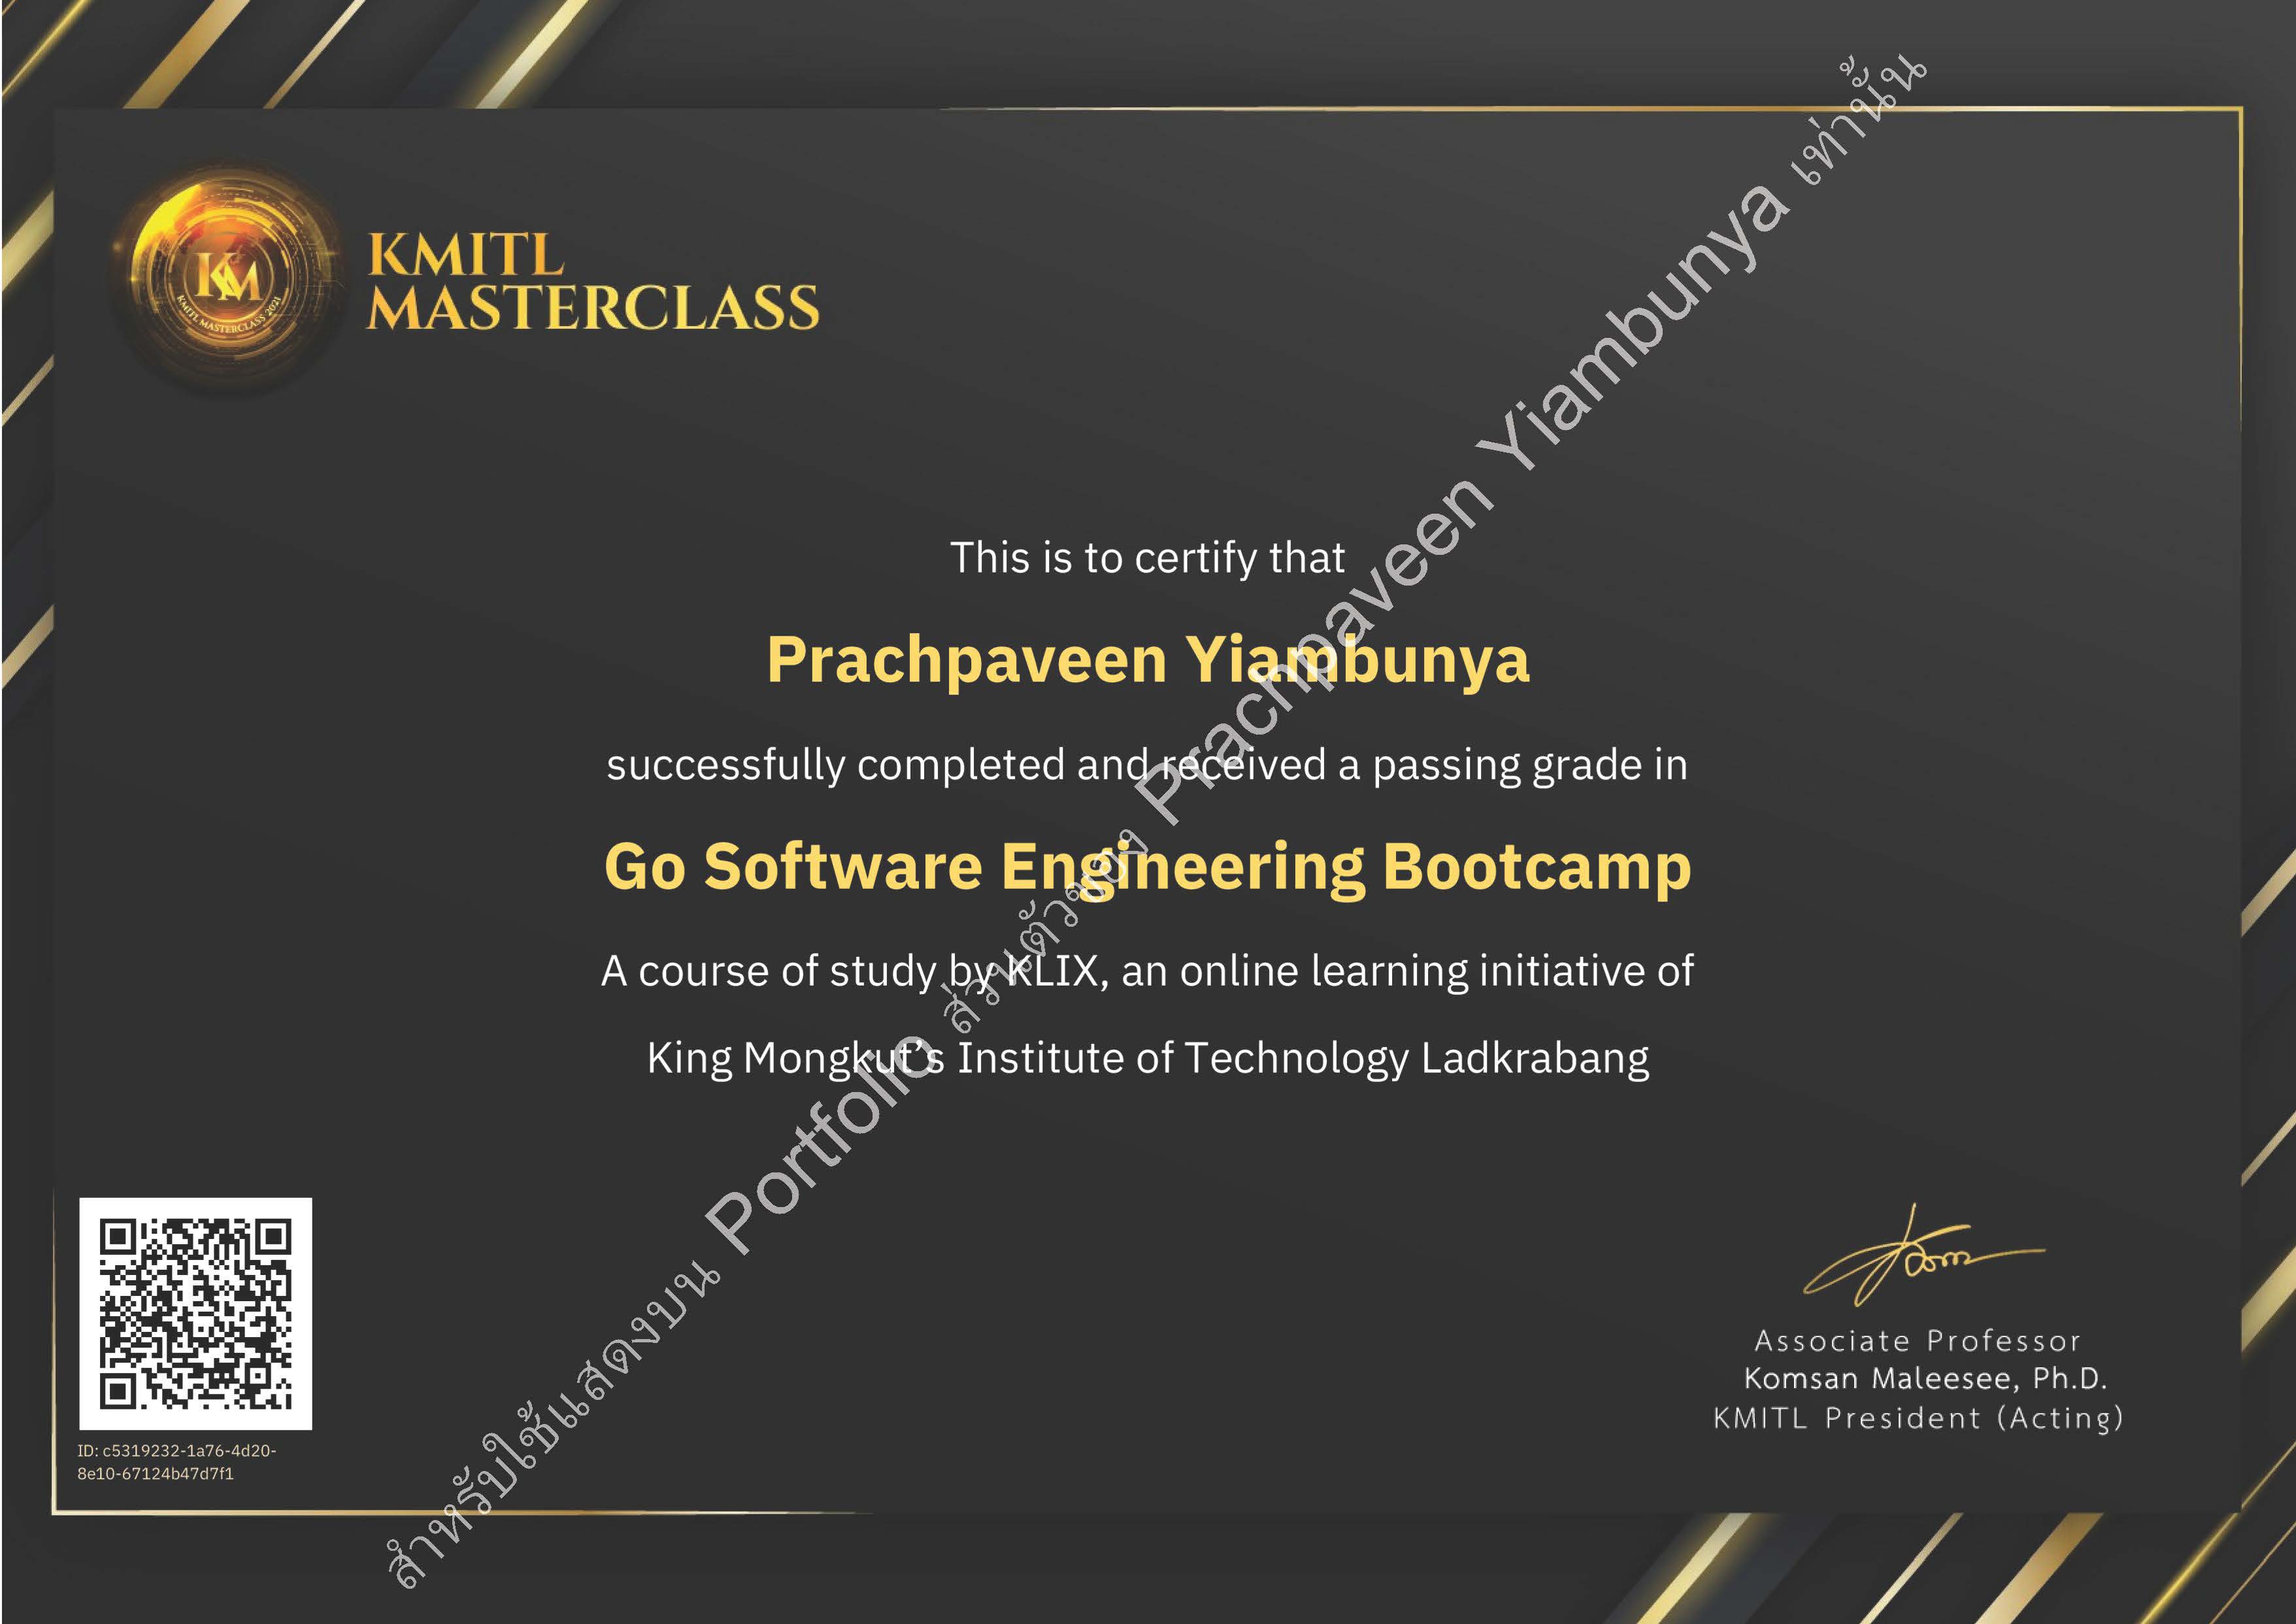 KMITL
MASTERCLASS
KM
KMITL MASTERCLASS 2021
This is to certify that
Prachpaveen Yiambunya
successfully completed and received a passing grade in
Go Software Engineering Bootcamp
A course of study by KLIX, an online learning initiative of
King Mongkut’s Institute of Technology Ladkrabang
สำหรับใช้แสดงบน Portfolio ส่วนตัวของ Prachpaveen Yiambunya เท่านั้น
ID: c5319232-1a76-4d20-
8e10-67124b47d7f1
Associate Professor
Komsan Maleesee, Ph.D.
KMITL President (Acting)